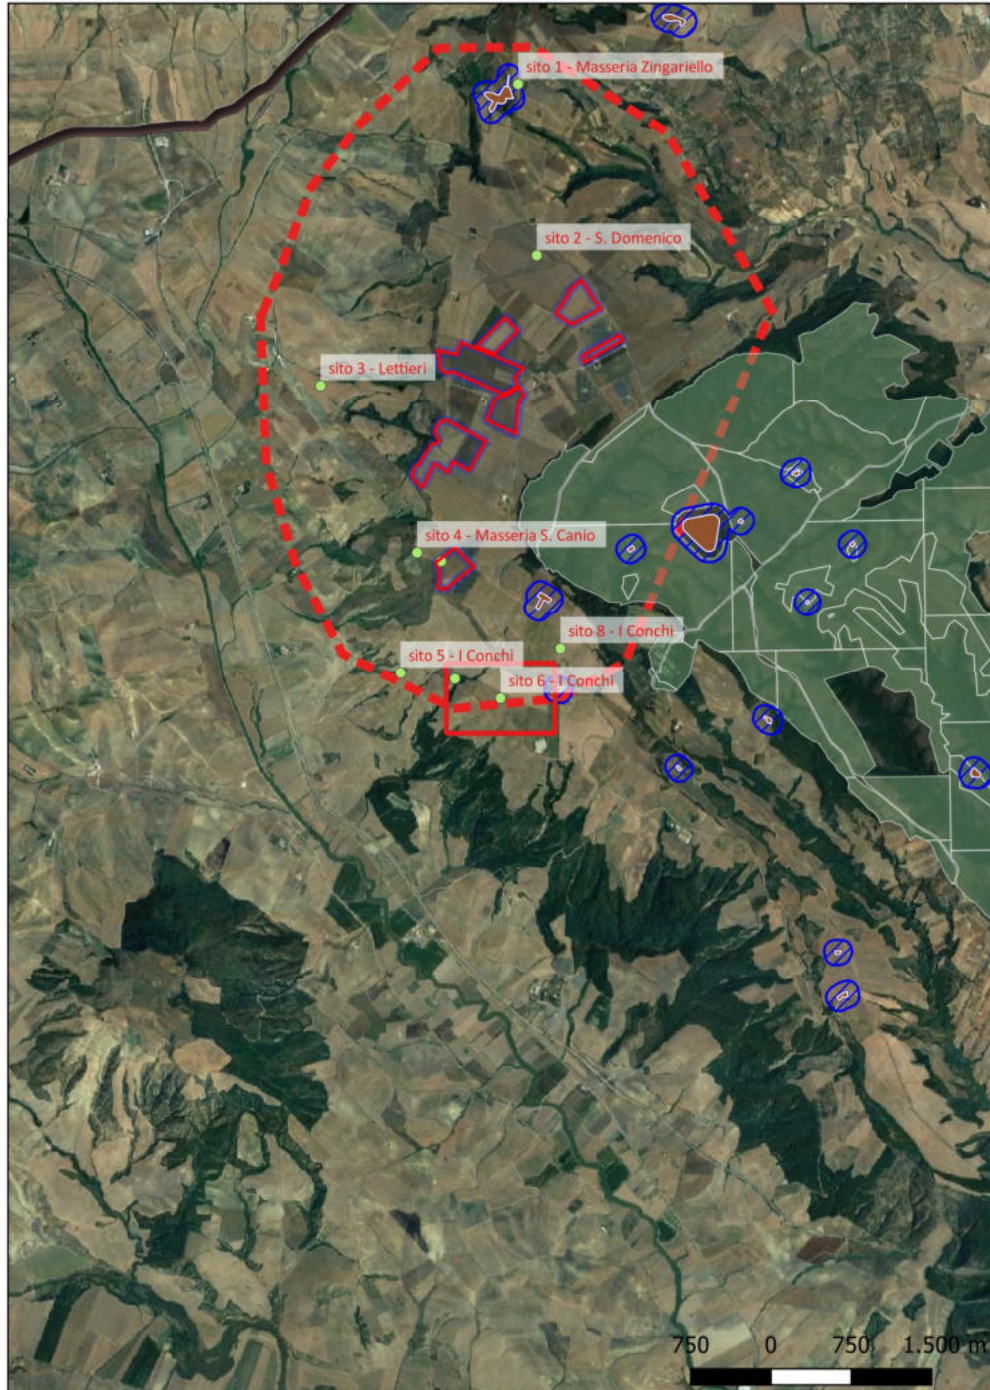 sito 1 - Masseria Zingariello
sito 2 - S. Domenico
sito 3 - Lettieri
sito 4 - Masseria S. Canio
sito 8 - I Conchi
sito 5 - I Conchi
sito 6 - I Conchi
750 0 750 1.500 m